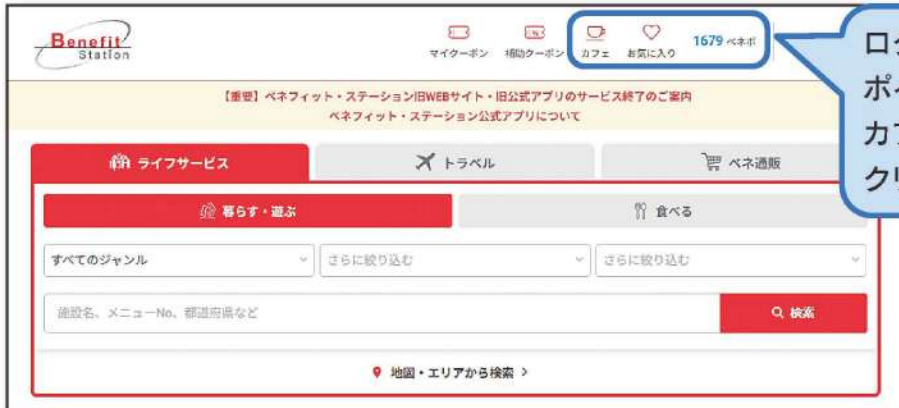 Benefit
Station
マイクーポン 補助クーポン カフェ お気に入り 1679 ベネポ
【重要】ベネフィット・ステーション旧WEBサイト・旧公式アプリのサービス終了のご案内
ベネフィット・ステーション公式アプリについて
ライフサービス トラベル ベネ通販
暮らす・遊ぶ 食べる
すべてのジャンル さらに絞り込む さらに絞り込む
施設名、メニューNo、都道府県など 検索
地図・エリアから検索 >
ログ
ポイ
カフ
クリ